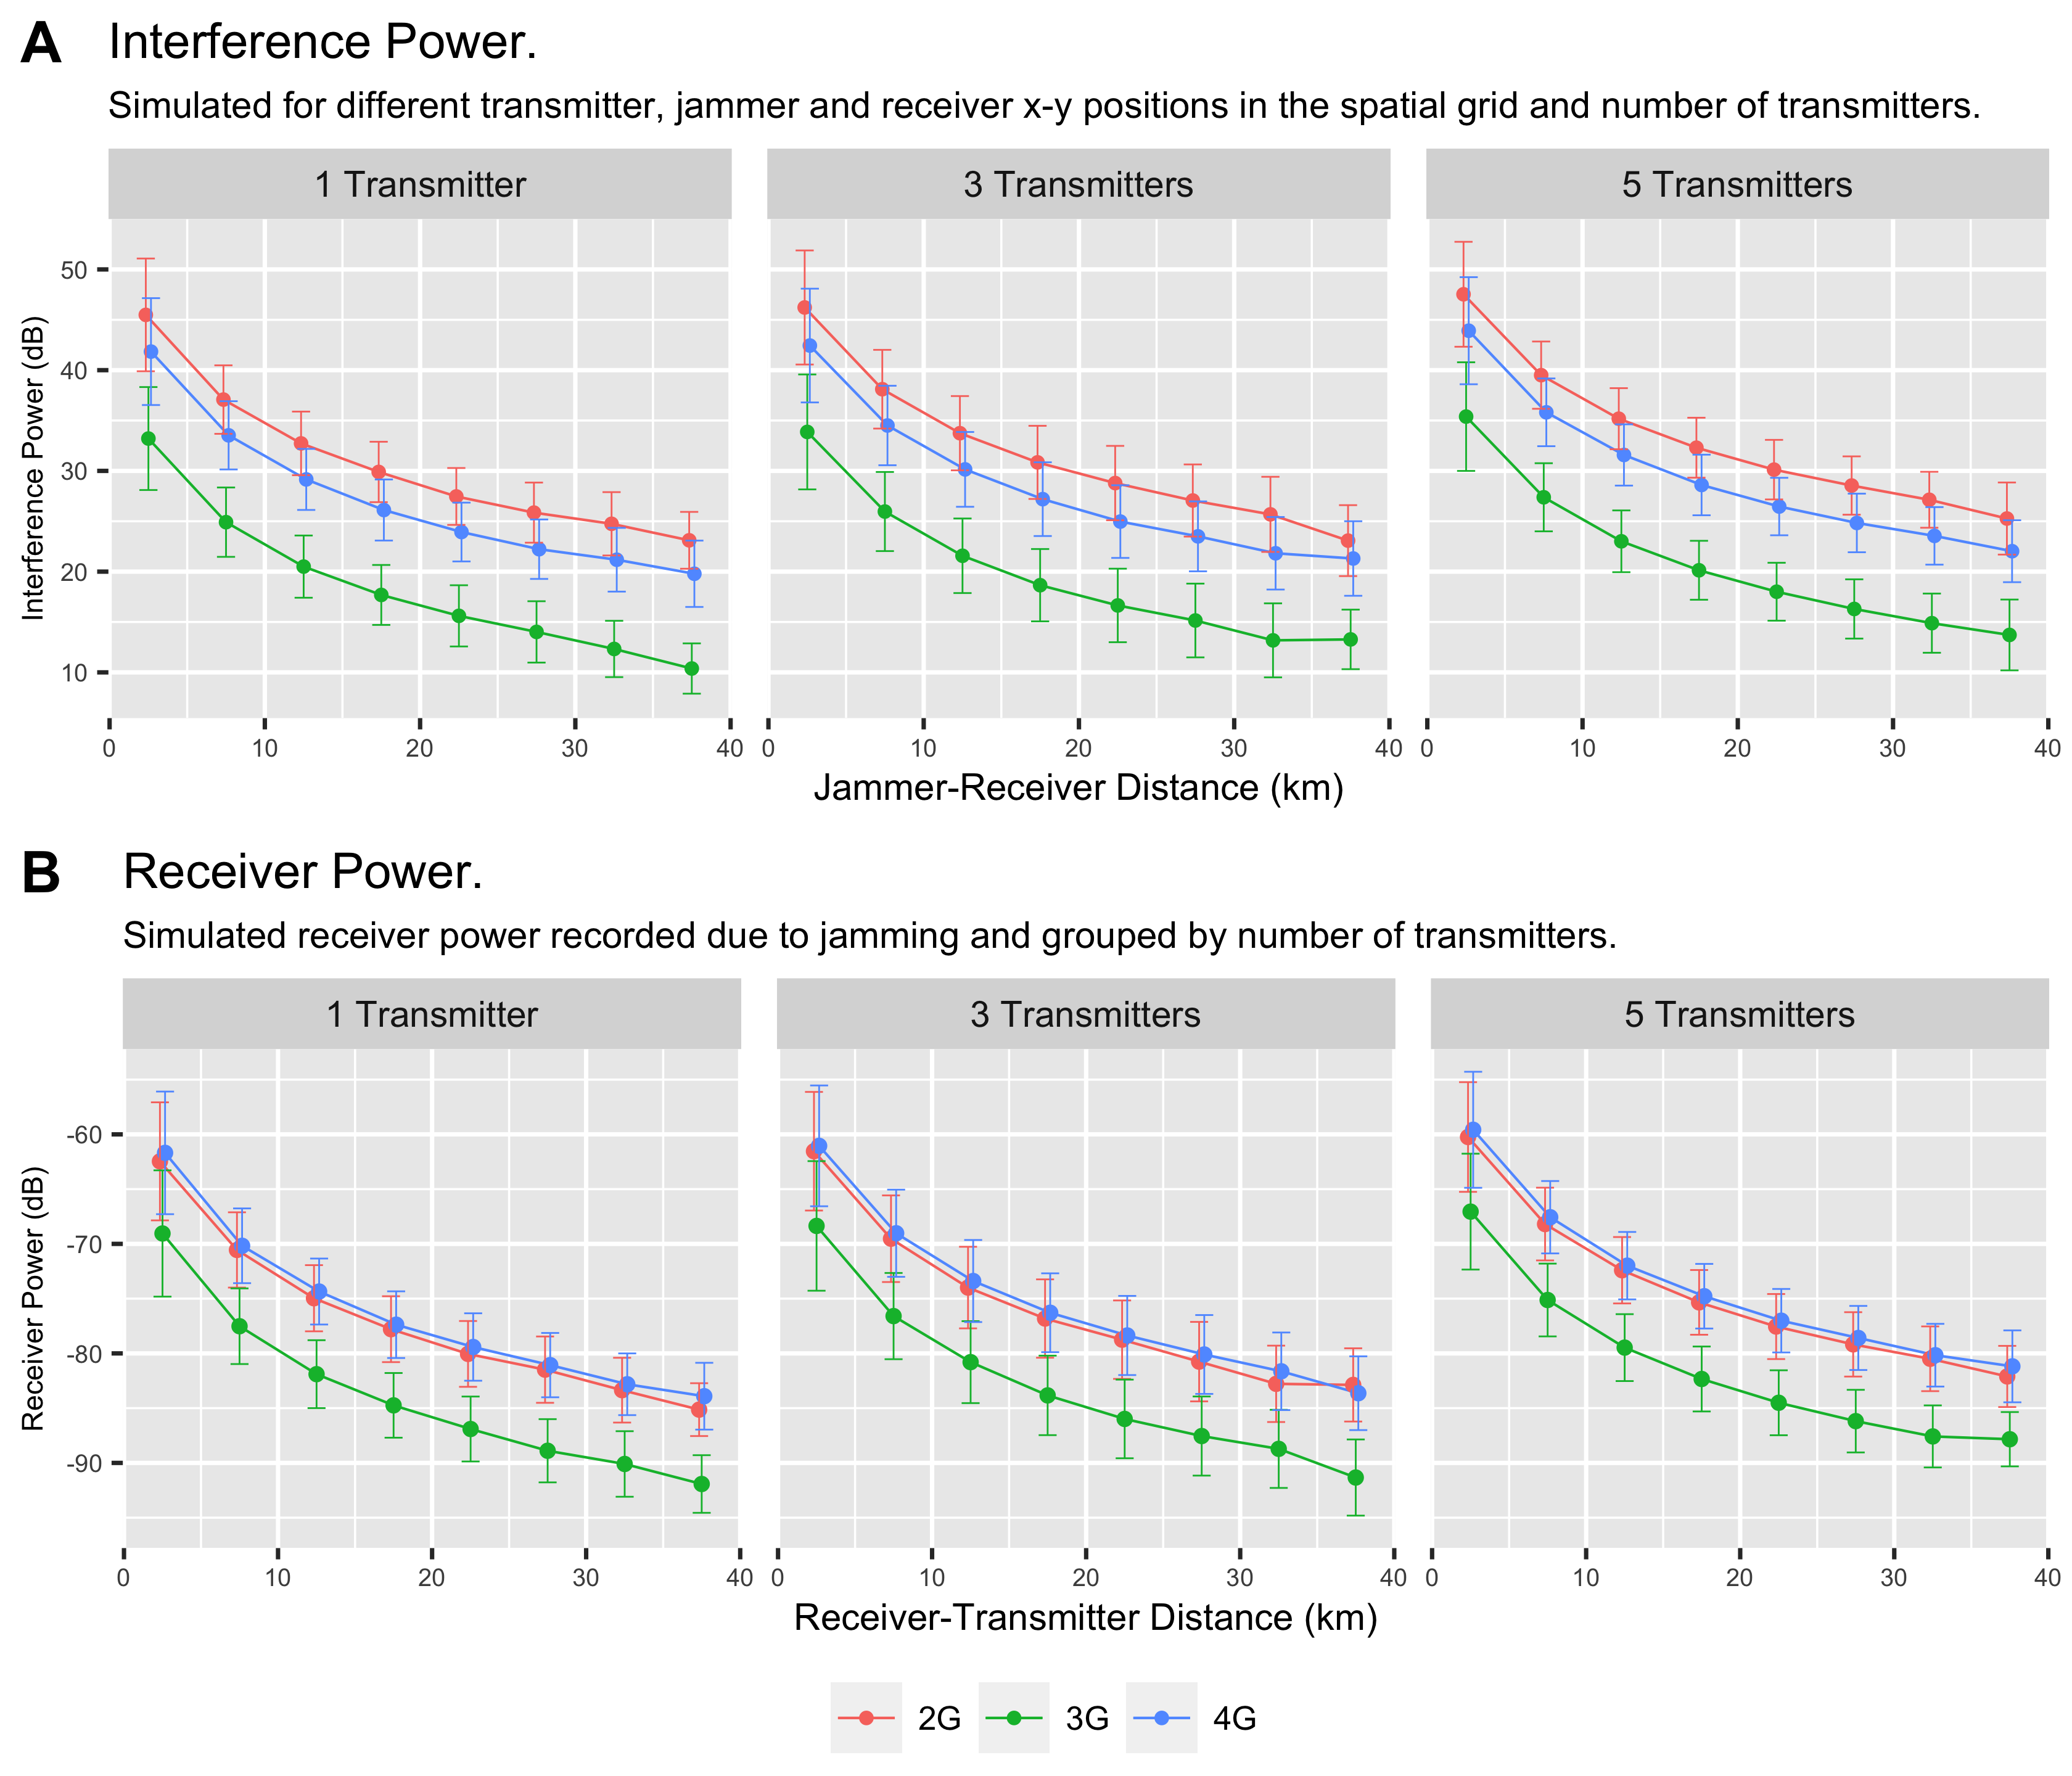 A Interference Power.
Simulated for different transmitter, jammer and receiver x-y positions in the spatial grid and number of transmitters.
1 Transmitter 3 Transmitters 5 Transmitters
Interference Power (dB)
50
40
30
20
10
0 10 20 30 40 0 10 20 30 40 0 10 20 30 40
Jammer-Receiver Distance (km)
B Receiver Power.
Simulated receiver power recorded due to jamming and grouped by number of transmitters.
1 Transmitter 3 Transmitters 5 Transmitters
Receiver Power (dB)
-60
-70
-80
-90
0 10 20 30 40 0 10 20 30 40 0 10 20 30 40
Receiver-Transmitter Distance (km)
2G 3G 4G